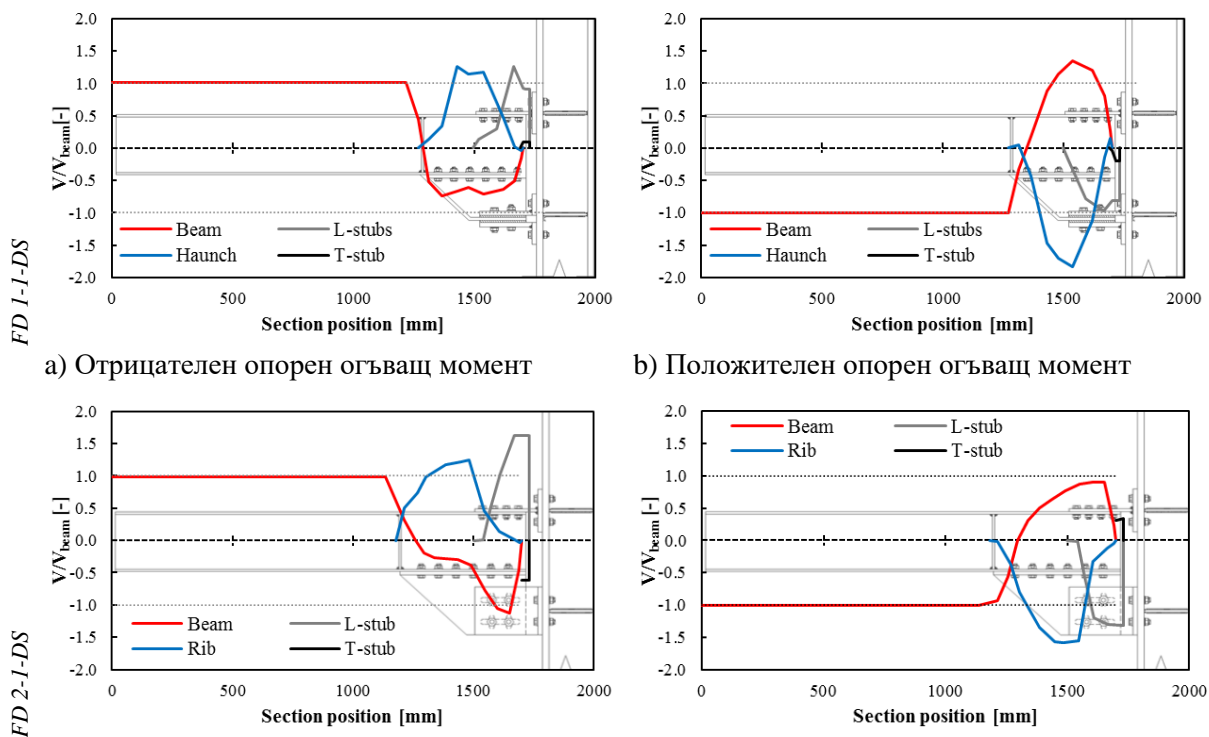 2.0
1.5
1.0
0.5
0.0
-0.5
-1.0
-1.5
-2.0
V/Vbeam[-]
Beam L-stubs
Haunch T-stub
0 500 1000 1500 2000
Section position [mm]
FD 1-1-DS
2.0
1.5
1.0
0.5
0.0
-0.5
-1.0
-1.5
-2.0
V/Vbeam [-]
Beam L-stubs
Haunch T-stub
0 500 1000 1500 2000
Section position [mm]
a) Отрицателен опорен огъващ момент
b) Положителен опорен огъващ момент
2.0
1.5
1.0
0.5
0.0
-0.5
-1.0
-1.5
-2.0
V/Vbeam [-]
Beam L-stub
Rib T-stub
0 500 1000 1500 2000
Section position [mm]
FD 2-1-DS
2.0
1.5
1.0
0.5
0.0
-0.5
-1.0
-1.5
-2.0
V/Vbeam [-]
Beam L-stub
Rib T-stub
0 500 1000 1500 2000
Section position [mm]